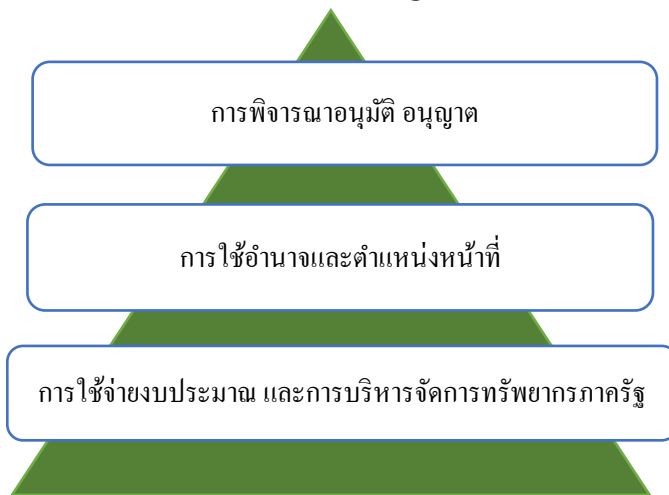 การพิจารณาอนุมัติ อนุญาต
การใช้อำนาจและตำแหน่งหน้าที่
การใช้จ่ายงบประมาณ และการบริหารจัดการทรัพยากรภาครัฐ